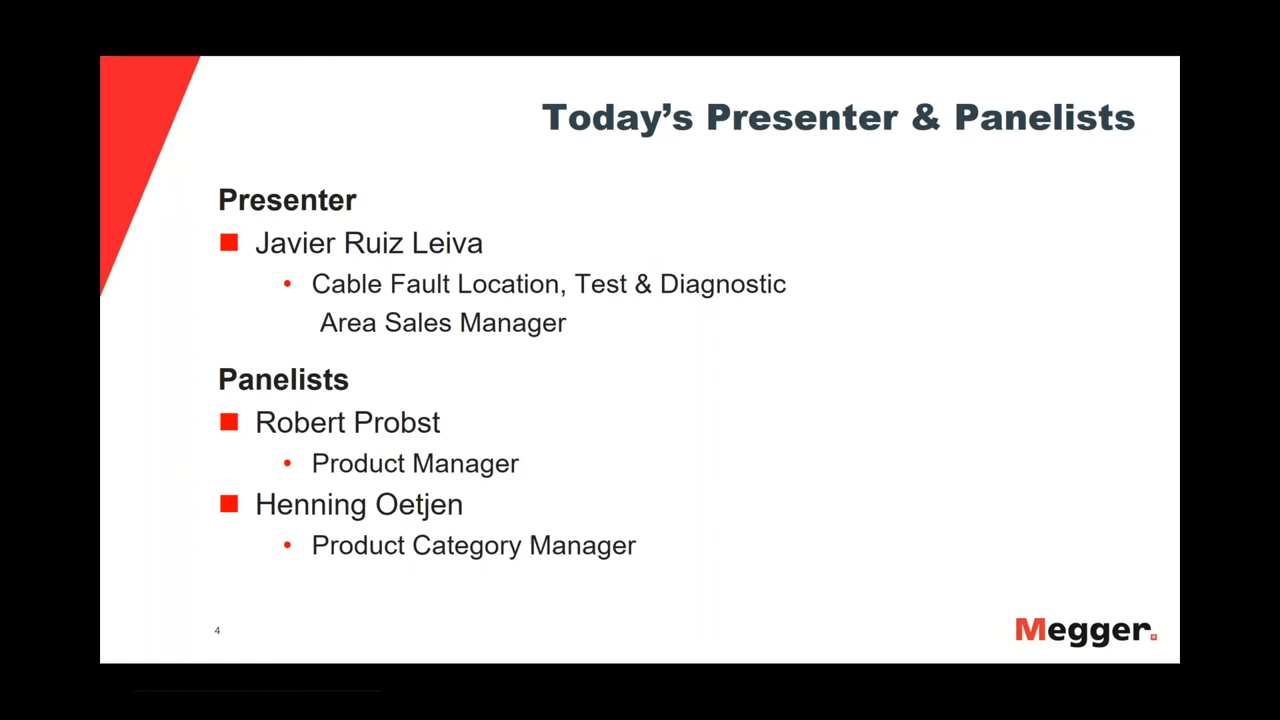 Today’s Presenter & Panelists
Presenter
Javier Ruiz Leiva
Cable Fault Location, Test & Diagnostic
Area Sales Manager
Panelists
Robert Probst
Product Manager
Henning Oetjen
Product Category Manager
4
Megger.